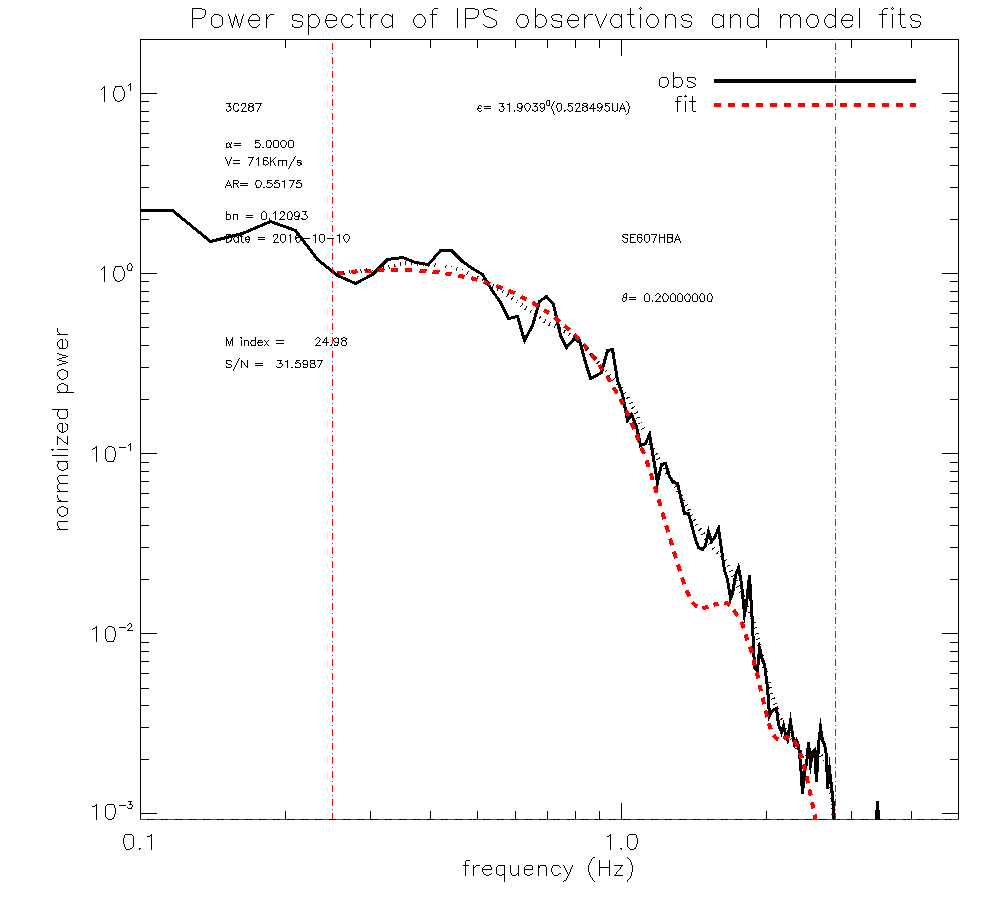 Power spectra of IPS observations and model fits
obs
fit
3C287
ϵ= 31.9039⁰(0.528495UA)
α= 5.0000
V= 716Km/s
AR= 0.55175
bn = 0.12093
Date = 2016-10-10
SE607HBA
θ= 0.20000000
M index = 24.98
S/N = 31.5987
normalized power
10¹
10⁰
10⁻¹
10⁻²
10⁻³
0.1
1.0
frequency (Hz)